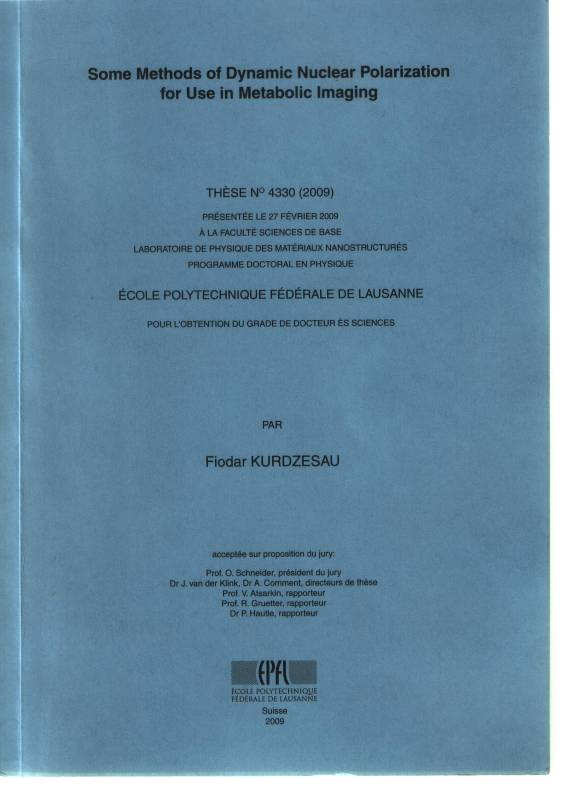 Some Methods of Dynamic Nuclear Polarization
for Use in Metabolic Imaging
THÈSE Nº 4330 (2009)
PRÉSENTÉE LE 27 FÉVRIER 2009
À LA FACULTÉ SCIENCES DE BASE
LABORATOIRE DE PHYSIQUE DES MATÉRIAUX NANOSTRUCTURÉS
PROGRAMME DOCTORAL EN PHYSIQUE
ÉCOLE POLYTECHNIQUE FÉDÉRALE DE LAUSANNE
POUR L'OBTENTION DU GRADE DE DOCTEUR ÈS SCIENCES
PAR
Fiodar KURDZESAU
acceptée sur proposition du jury:
Prof. O. Schneider, président du jury
Dr J. van der Klink, Dr A. Comment, directeurs de thèse
Prof. V. Atsarkin, rapporteur
Prof. R. Gruetter, rapporteur
Dr P. Hautle, rapporteur
EPFL
ÉCOLE POLYTECHNIQUE
FÉDÉRALE DE LAUSANNE
Suisse
2009